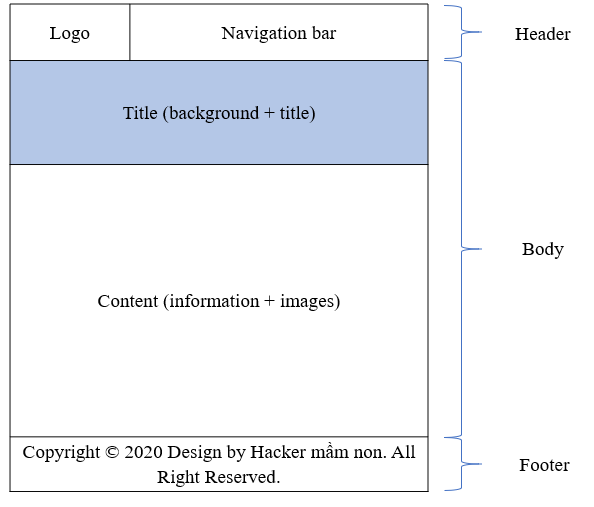 Logo
Navigation bar
Header
Title (background + title)
Body
Content (information + images)
Copyright © 2020 Design by Hacker mầm non. All
Right Reserved.
Footer